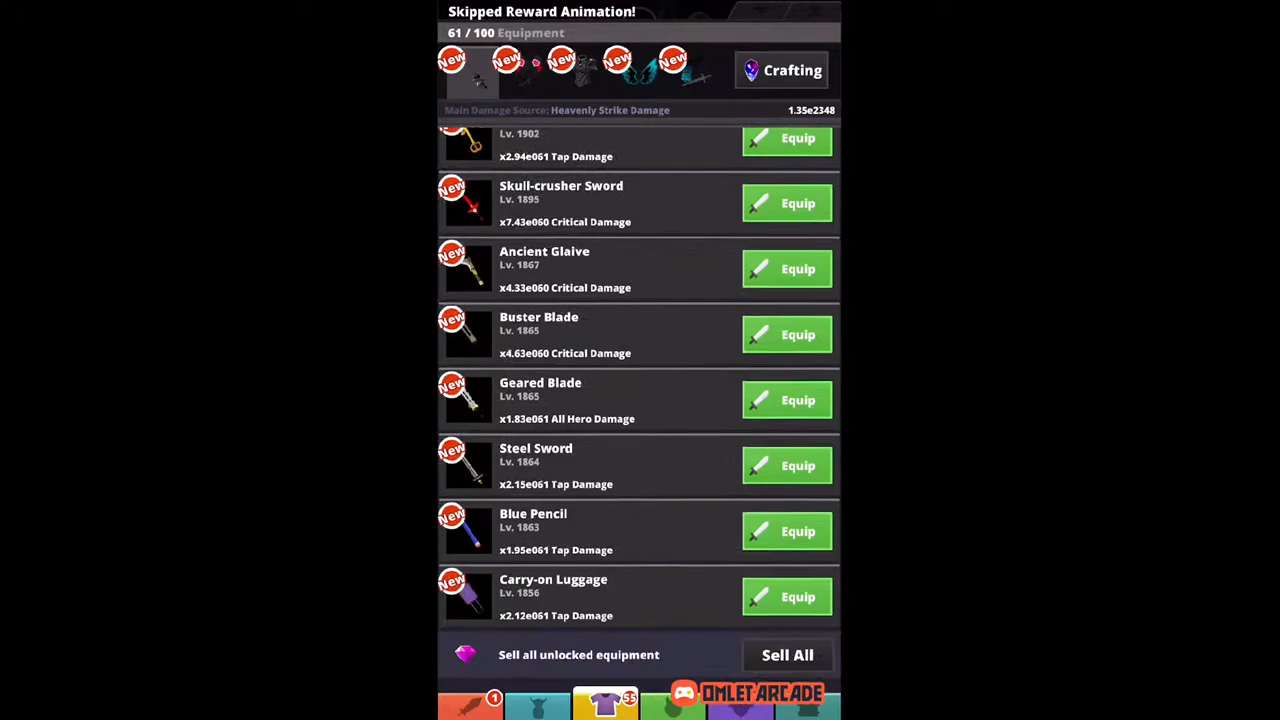 Skipped Reward Animation!
61 / 100 Equipment
New New New New New
Crafting
Main Damage Source: Heavenly Strike Damage 1.35e2348
Lv. 1902
x2.94e061 Tap Damage
Equip
New
Skull-crusher Sword
Lv. 1895
x7.43e060 Critical Damage
Equip
New
Ancient Glaive
Lv. 1867
x4.33e060 Critical Damage
Equip
New
Buster Blade
Lv. 1865
x4.63e060 Critical Damage
Equip
New
Geared Blade
Lv. 1865
x1.83e061 All Hero Damage
Equip
New
Steel Sword
Lv. 1864
x2.15e061 Tap Damage
Equip
New
Blue Pencil
Lv. 1863
x1.95e061 Tap Damage
Equip
New
Carry-on Luggage
Lv. 1856
x2.12e061 Tap Damage
Equip
Sell all unlocked equipment
Sell All
1
55
OMLET ARCADE